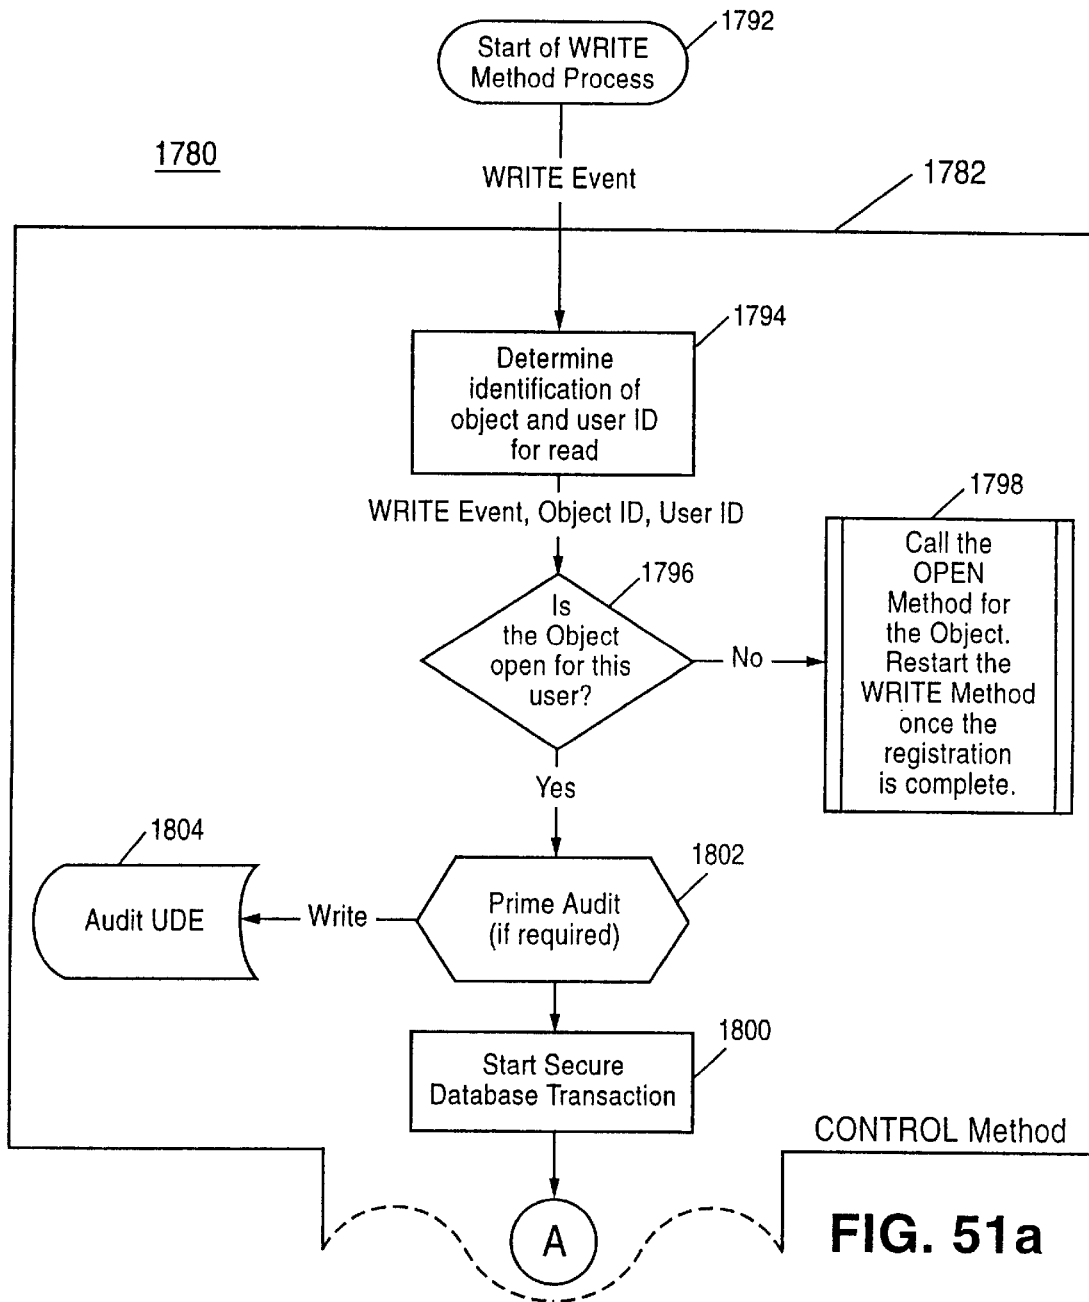 1792
Start of WRITE
Method Process
1780
WRITE Event
1782
1794
Determine
identification of
object and user ID
for read
WRITE Event, Object ID, User ID
1796
Is
the Object
open for this
user?
No
1798
Call the
OPEN
Method for
the Object.
Restart the
WRITE Method
once the
registration
is complete.
Yes
1804
Audit UDE
Write
1802
Prime Audit
(if required)
1800
Start Secure
Database Transaction
CONTROL Method
A
FIG. 51a